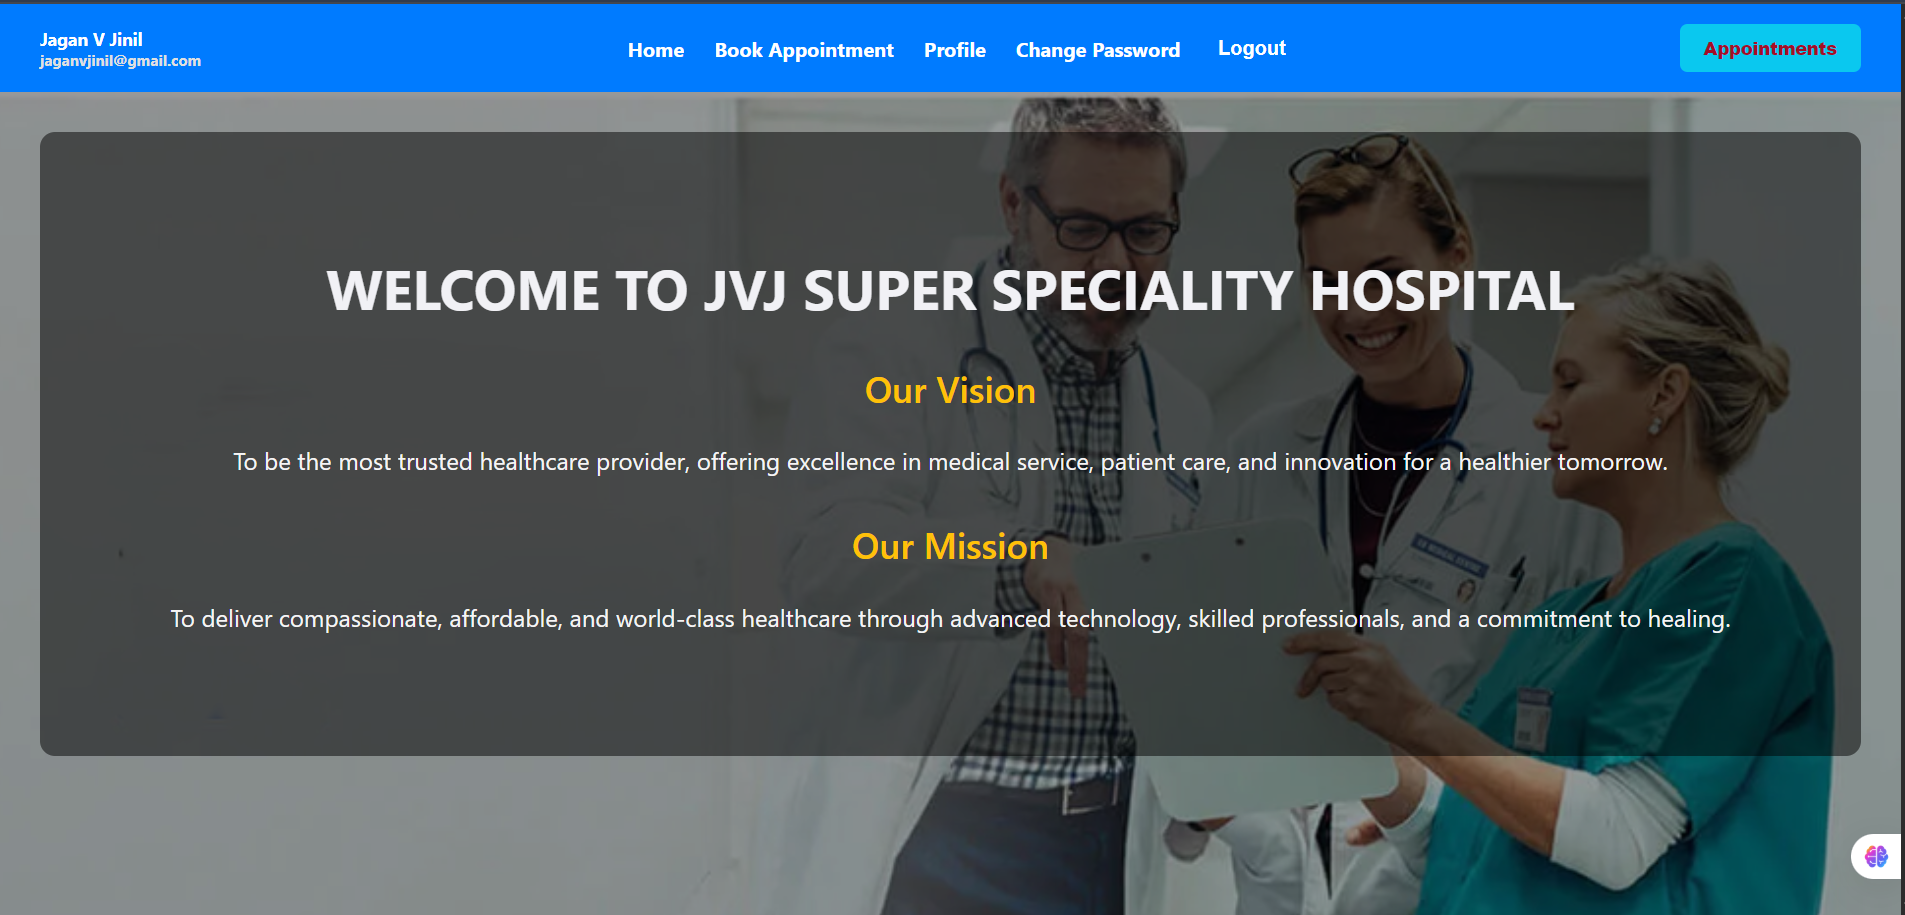 Jagan V Jinil
jaganvjinil@gmail.com
Home Book Appointment Profile Change Password Logout
Appointments
WELCOME TO JVJ SUPER SPECIALITY HOSPITAL
Our Vision
To be the most trusted healthcare provider, offering excellence in medical service, patient care, and innovation for a healthier tomorrow.
Our Mission
To deliver compassionate, affordable, and world-class healthcare through advanced technology, skilled professionals, and a commitment to healing.